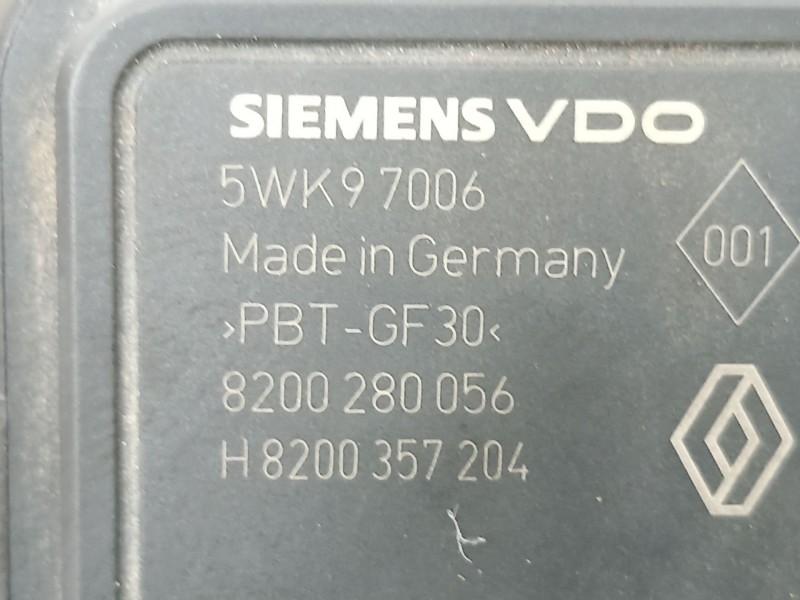 SIEMENS VDO
5WK9 7006
Made in Germany
›PBT-GF30‹
8200 280 056
H 8200 357 204
001